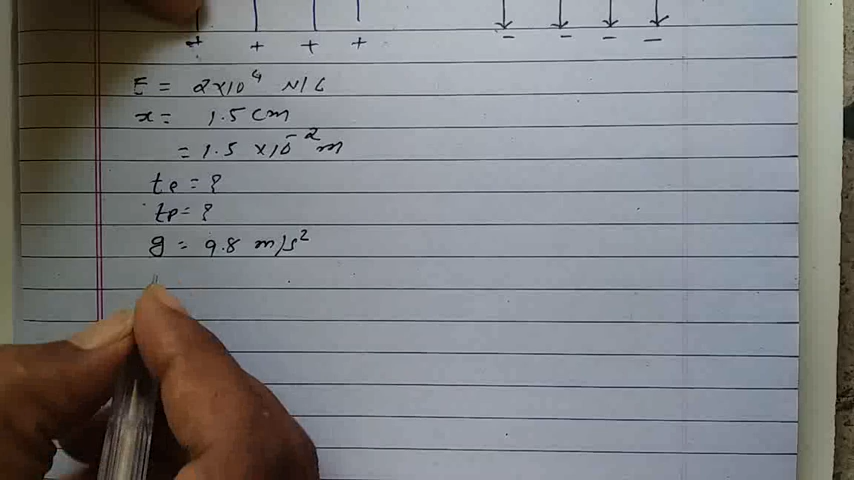 + + + + - - - -
E = 2×10⁴ N/C
x = 1.5 cm
= 1.5 ×10⁻² m
te = ?
tp = ?
g = 9.8 m/s²